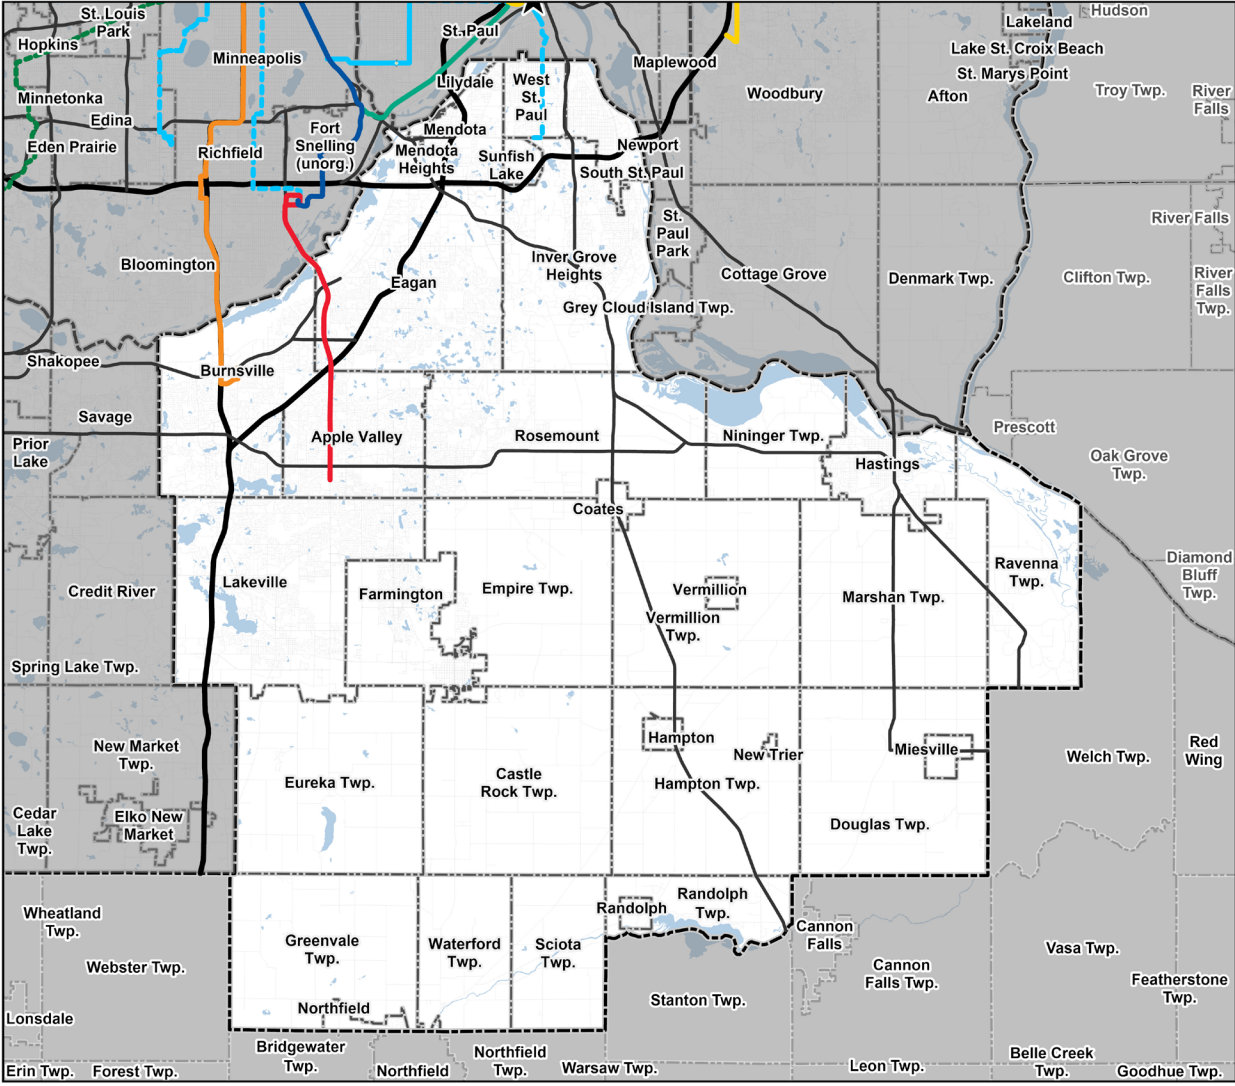 St. Louis
Park
Hopkins
Minneapolis
St. Paul
Lakeland
Hudson
Lake St. Croix Beach
St. Marys Point
Maplewood
Lilydale
West
St.
Paul
Minnetonka
Woodbury
Afton
Troy Twp.
River
Falls
Edina
Eden Prairie
Richfield
Fort
Snelling
(unorg.)
Mendota
Mendota
Heights
Sunfish
Lake
Newport
South St. Paul
St.
Paul
Park
River Falls
Bloomington
Eagan
Inver Grove
Heights
Cottage Grove
Denmark Twp.
Clifton Twp.
River
Falls
Twp.
Grey Cloud Island Twp.
Shakopee
Burnsville
Savage
Prior
Lake
Apple Valley
Rosemount
Nininger Twp.
Hastings
Prescott
Oak Grove
Twp.
Coates
Credit River
Lakeville
Farmington
Empire Twp.
Vermillion
Vermillion
Twp.
Marshan Twp.
Ravenna
Twp.
Diamond
Bluff
Twp.
Spring Lake Twp.
New Market
Twp.
Elko New
Market
Cedar
Lake
Twp.
Eureka Twp.
Castle
Rock Twp.
Hampton
New Trier
Hampton Twp.
Miesville
Douglas Twp.
Welch Twp.
Red
Wing
Wheatland
Twp.
Webster Twp.
Lonsdale
Greenvale
Twp.
Northfield
Waterford
Twp.
Sciota
Twp.
Randolph
Randolph
Twp.
Cannon
Falls
Cannon
Falls Twp.
Stanton Twp.
Vasa Twp.
Featherstone
Twp.
Erin Twp.
Forest Twp.
Bridgewater
Twp.
Northfield
Northfield
Twp.
Warsaw Twp.
Leon Twp.
Belle Creek
Twp.
Goodhue Twp.